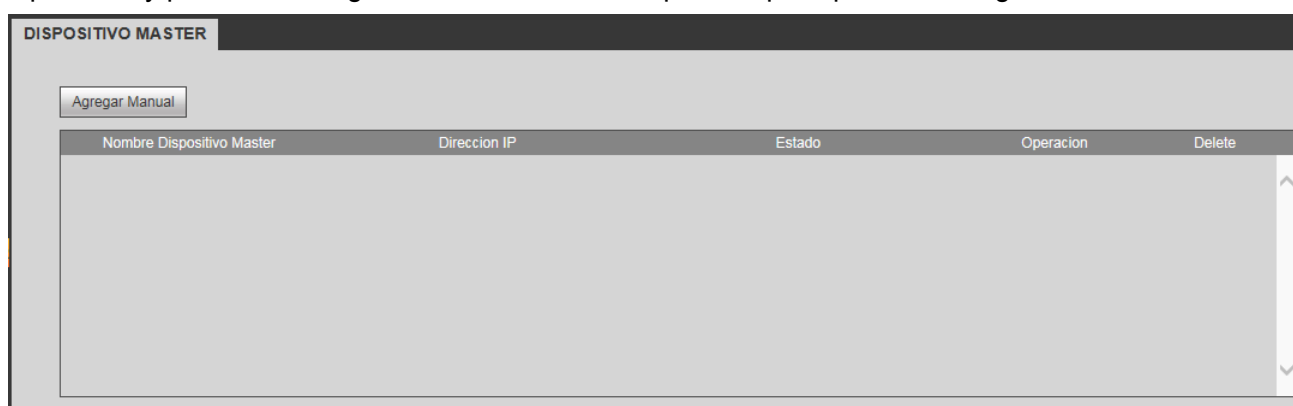 DISPOSITIVO MASTER
Agregar Manual
Nombre Dispositivo Master Direccion IP Estado Operacion Delete